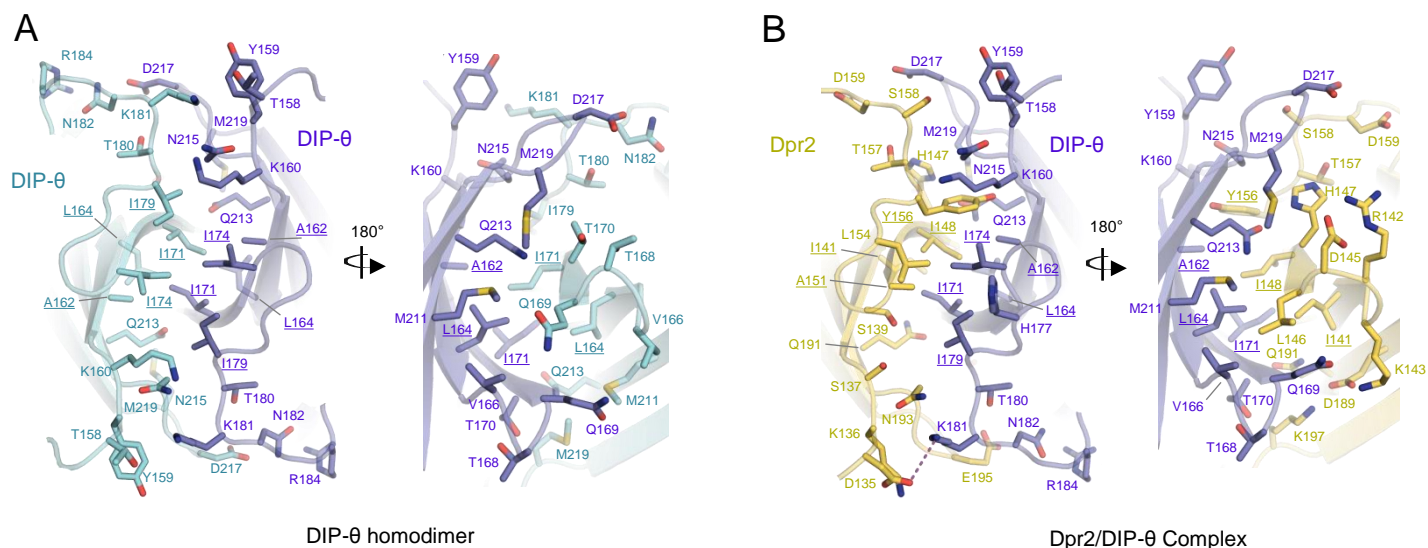 A
R184
D217
Y159
N182
K181
T158
M219
T180
N215
DIP-θ
K160
DIP-θ
I179
Q213
L164
A162
I171
I174
A162
I174
I171
L164
Q213
K160
I179
M219
N215
T180
N182
K181
T158
D217
Y159
R184
180°
Y159
K181
D217
N215
M219
T180
N182
K160
I179
Q213
T170
T168
A162
I171
M211
Q169
V166
L164
L164
I171
Q213
V166
M211
T170
Q169
T168
M219
DIP-θ homodimer
B
Y159
D217
D159
S158
T158
M219
Dpr2
T157
H147
DIP-θ
N215
K160
Y156
Q213
L154
I148
I174
I141
A162
A151
I171
L164
S139
H177
Q191
I179
S137
T180
N193
N182
K136
K181
D135
E195
R184
180°
D217
Y159
S158
D159
N215
M219
T157
K160
H147
Y156
R142
Q213
D145
A162
I148
M211
L164
L146
I141
I171
Q191
K143
Q169
V166
T170
D189
T168
K197
Dpr2/DIP-θ Complex